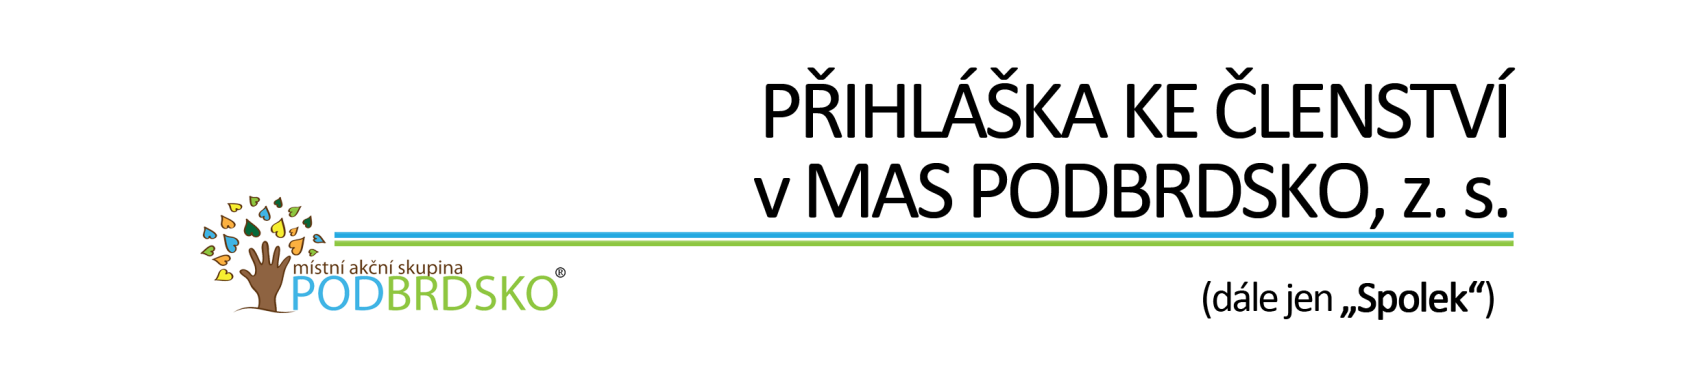 PŘIHLÁŠKA KE ČLENSTVÍ
v MAS PODBRDSKO, z. s.
místní akční skupina
PODBRDSKO®
(dále jen „Spolek“)